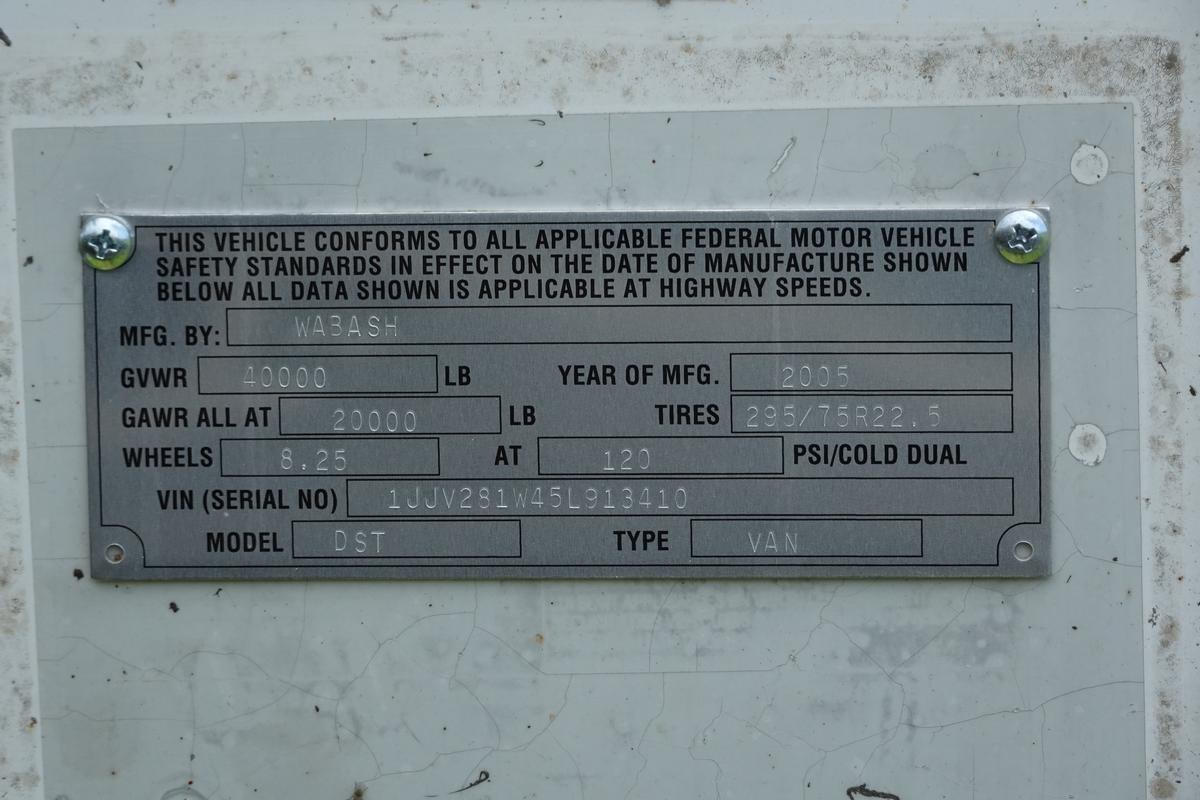 THIS VEHICLE CONFORMS TO ALL APPLICABLE FEDERAL MOTOR VEHICLE
SAFETY STANDARDS IN EFFECT ON THE DATE OF MANUFACTURE SHOWN
BELOW ALL DATA SHOWN IS APPLICABLE AT HIGHWAY SPEEDS.
MFG. BY: WABASH
GVWR 40000 LB YEAR OF MFG. 2005
GAWR ALL AT 20000 LB TIRES 295/75R22.5
WHEELS 8.25 AT 120 PSI/COLD DUAL
VIN (SERIAL NO) 1JJV281W45L913410
MODEL DST TYPE VAN